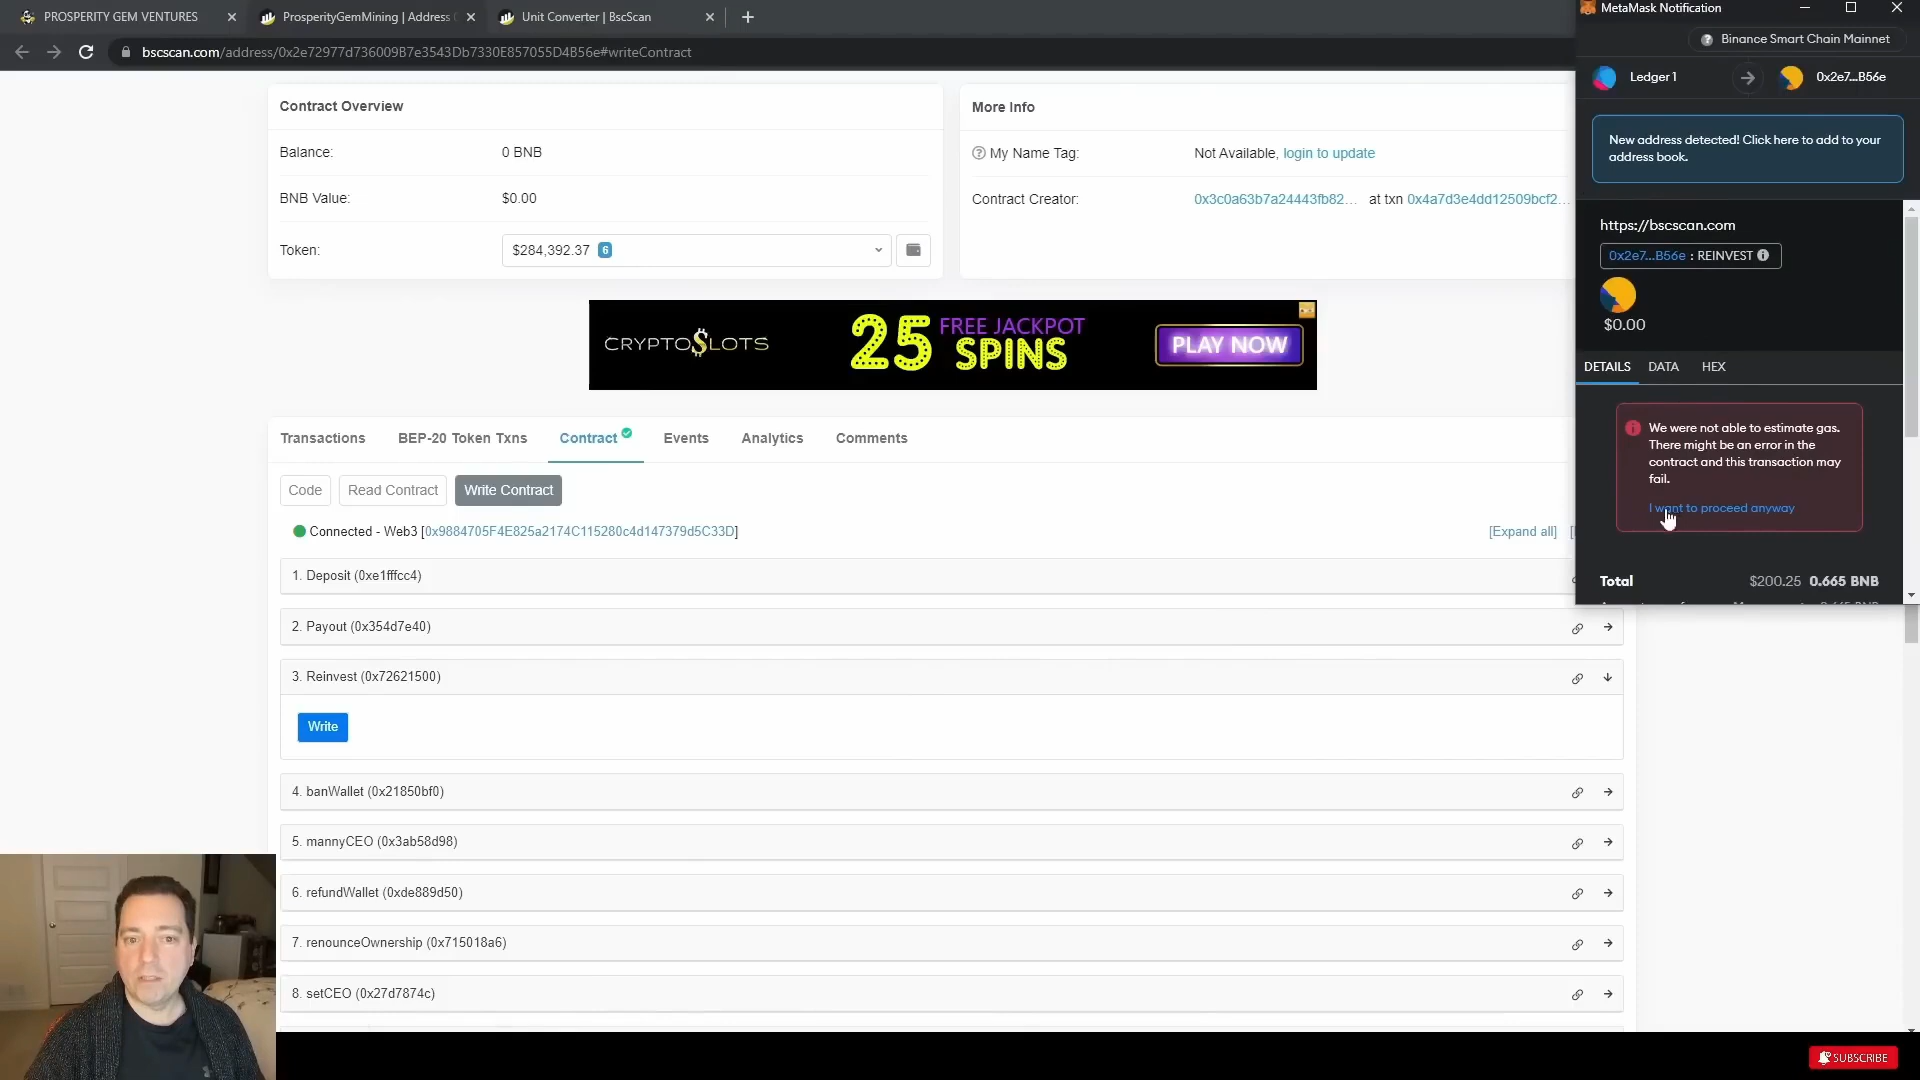 PROSPERITY GEM VENTURES
ProsperityGemMining | Address
Unit Converter | BscScan
bscscan.com/address/0x2e72977d736009B7e3543Db7330E857055D4B56e#writeContract
Contract Overview
Balance:
0 BNB
BNB Value:
$0.00
Token:
$284,392.37 6
More Info
My Name Tag:
Not Available, login to update
Contract Creator:
0x3c0a63b7a24443fb82... at txn 0x4a7d3e4dd12509bcf2...
CRYPTO$LOTS
25 FREE JACKPOT
SPINS
PLAY NOW
Transactions
BEP-20 Token Txns
Contract
Events
Analytics
Comments
Code
Read Contract
Write Contract
Connected - Web3 [0x9884705F4E825a2174C115280c4d147379d5C33D]
[Expand all]
1. Deposit (0xe1fffcc4)
2. Payout (0x354d7e40)
3. Reinvest (0x72621500)
Write
4. banWallet (0x21850bf0)
5. mannyCEO (0x3ab58d98)
6. refundWallet (0xde889d50)
7. renounceOwnership (0x715018a6)
8. setCEO (0x27d7874c)
MetaMask Notification
Binance Smart Chain Mainnet
Ledger 1
0x2e7...B56e
New address detected! Click here to add to your
address book.
https://bscscan.com
0x2e7...B56e : REINVEST
$0.00
DETAILS
DATA
HEX
We were not able to estimate gas.
There might be an error in the
contract and this transaction may
fail.
I want to proceed anyway
Total
$200.25 0.665 BNB
SUBSCRIBE